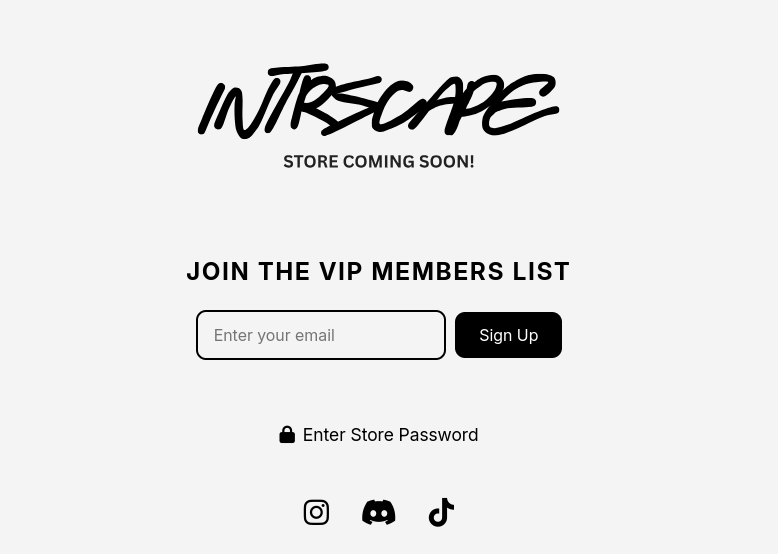 INTRSCAPE
STORE COMING SOON!
JOIN THE VIP MEMBERS LIST
Enter your email
Sign Up
Enter Store Password